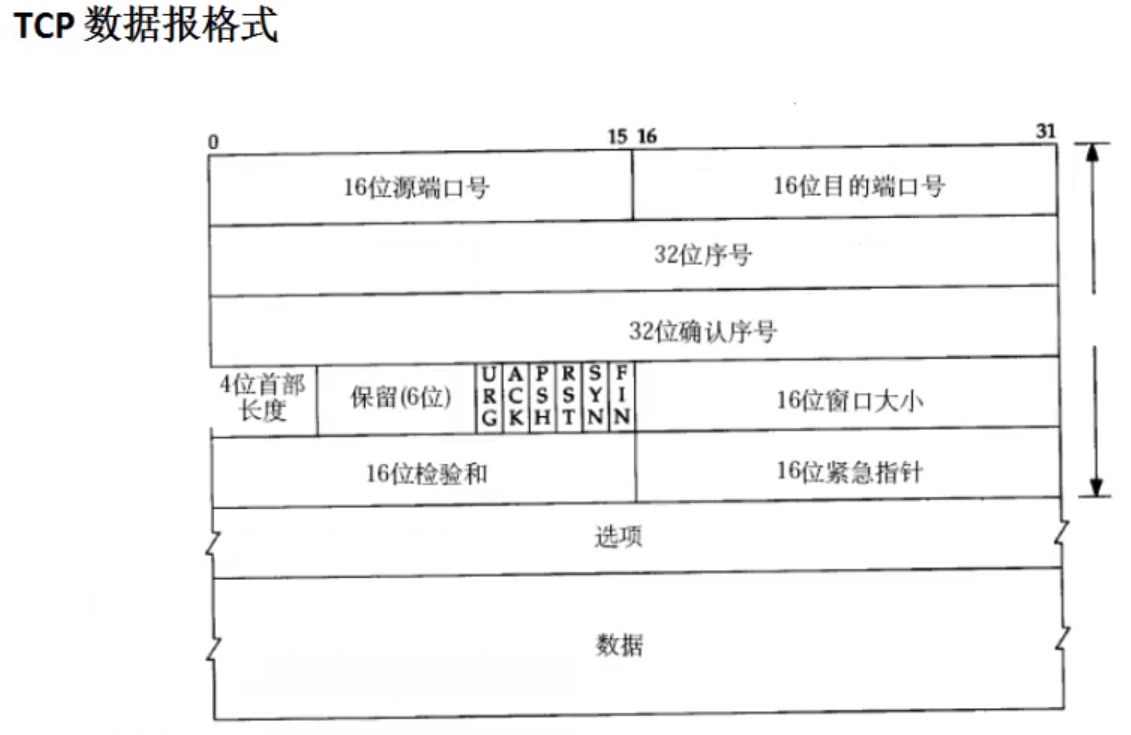 TCP 数据报格式
0 15 16 31
16位源端口号 16位目的端口号
32位序号
32位确认序号
4位首部
长度
保留(6位)
URG
ACK
PSH
RST
SYN
FIN
16位窗口大小
16位检验和 16位紧急指针
选项
数据